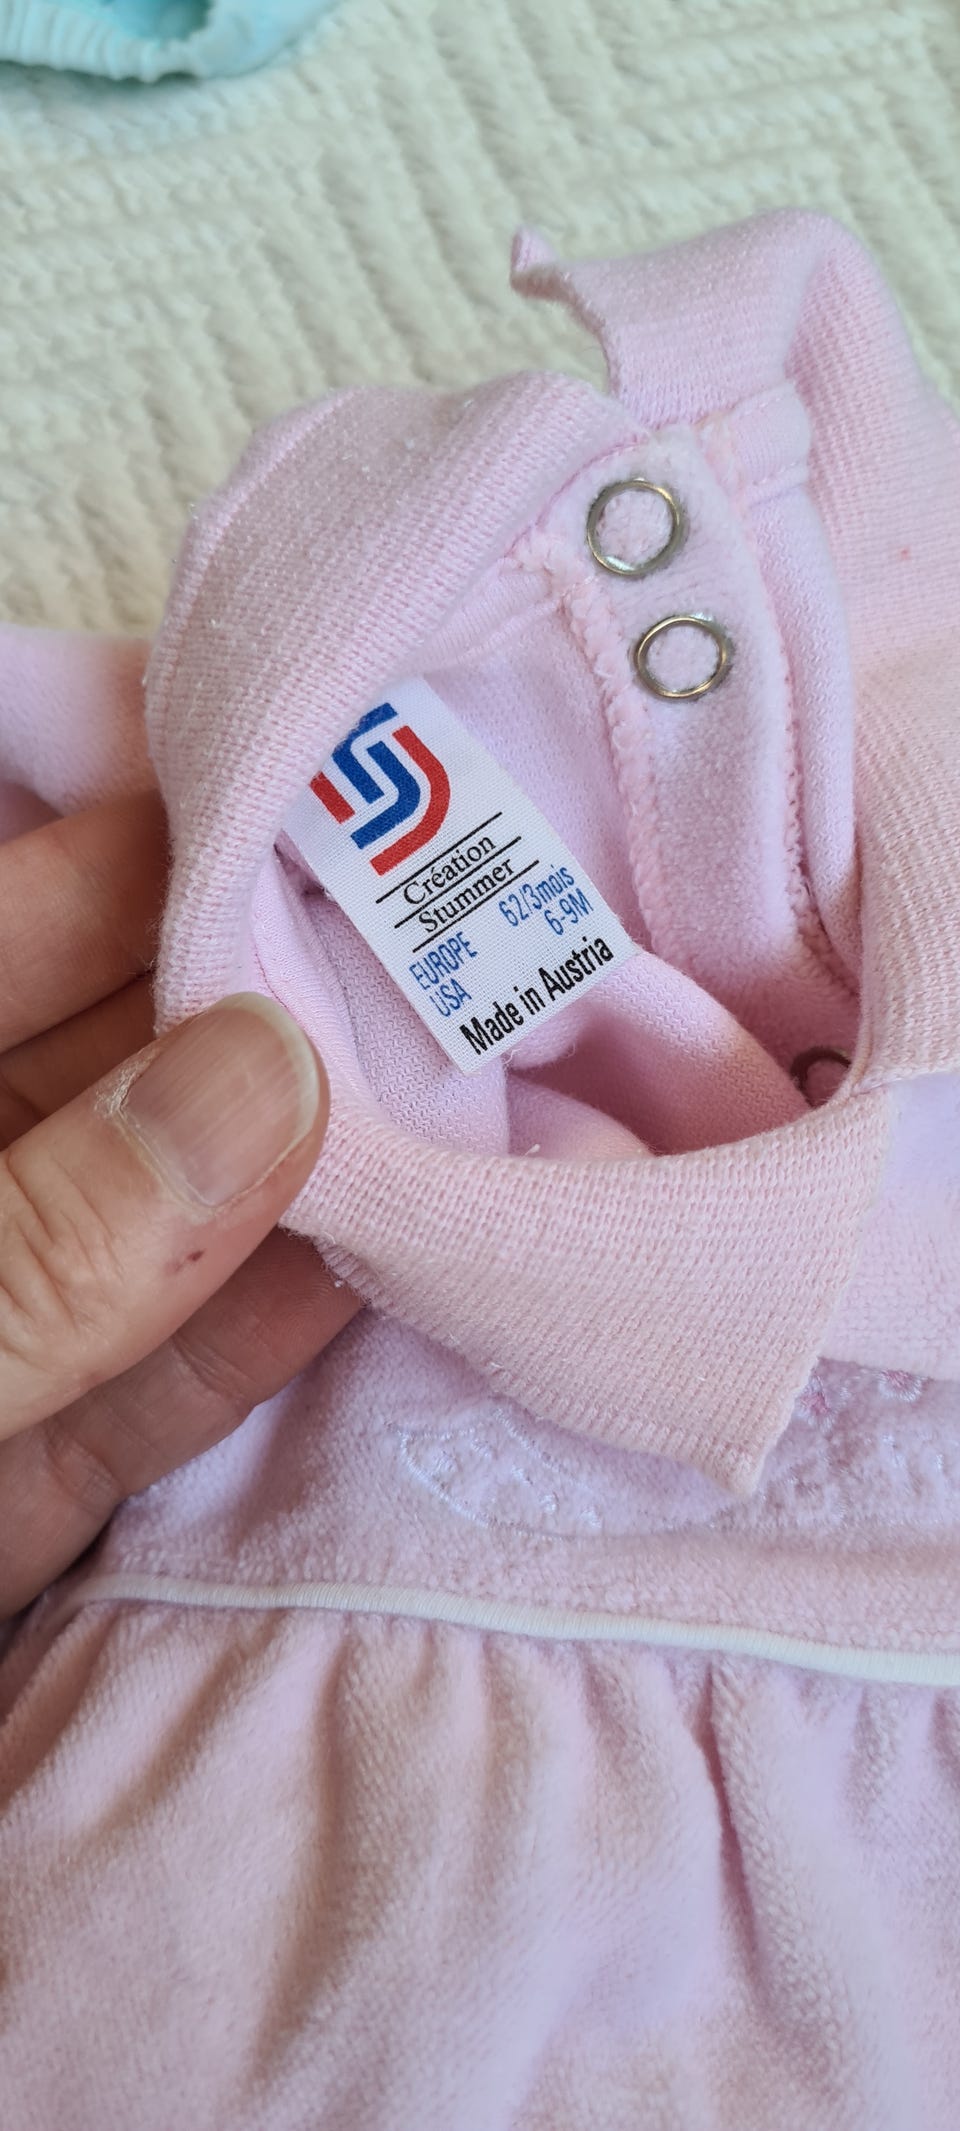 Création
Stummer
EUROPE 62/3mois
USA 6-9M
Made in Austria